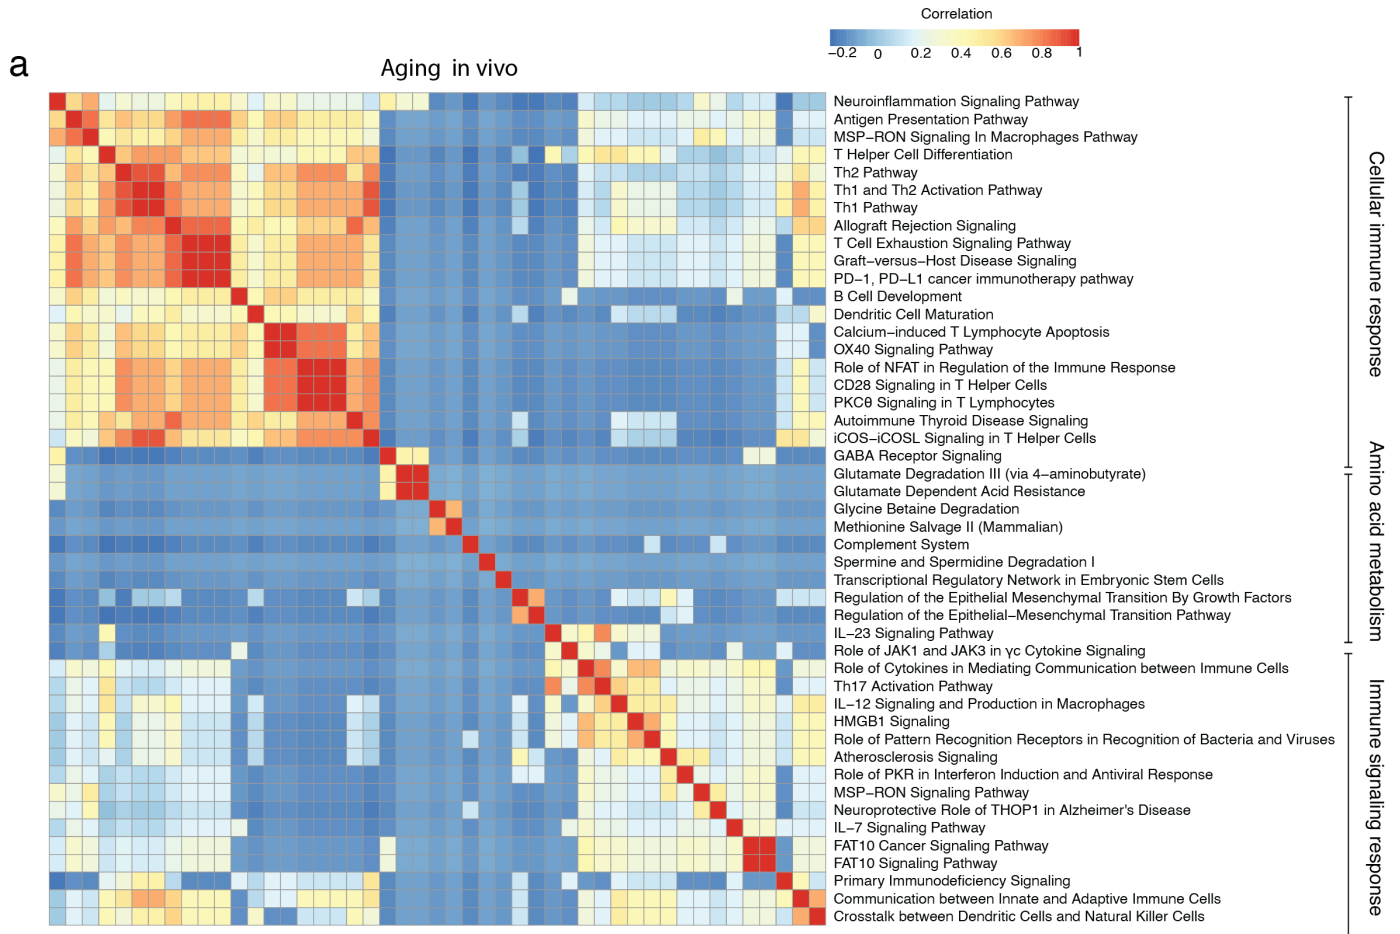 Correlation
−0.2 0 0.2 0.4 0.6 0.8 1
a
Aging in vivo
Neuroinflammation Signaling Pathway
Antigen Presentation Pathway
MSP−RON Signaling In Macrophages Pathway
T Helper Cell Differentiation
Th2 Pathway
Th1 and Th2 Activation Pathway
Th1 Pathway
Allograft Rejection Signaling
T Cell Exhaustion Signaling Pathway
Graft−versus−Host Disease Signaling
PD−1, PD−L1 cancer immunotherapy pathway
B Cell Development
Dendritic Cell Maturation
Calcium−induced T Lymphocyte Apoptosis
OX40 Signaling Pathway
Role of NFAT in Regulation of the Immune Response
CD28 Signaling in T Helper Cells
PKCθ Signaling in T Lymphocytes
Autoimmune Thyroid Disease Signaling
iCOS−iCOSL Signaling in T Helper Cells
GABA Receptor Signaling
Glutamate Degradation III (via 4−aminobutyrate)
Glutamate Dependent Acid Resistance
Glycine Betaine Degradation
Methionine Salvage II (Mammalian)
Complement System
Spermine and Spermidine Degradation I
Transcriptional Regulatory Network in Embryonic Stem Cells
Regulation of the Epithelial Mesenchymal Transition By Growth Factors
Regulation of the Epithelial−Mesenchymal Transition Pathway
IL−23 Signaling Pathway
Role of JAK1 and JAK3 in γc Cytokine Signaling
Role of Cytokines in Mediating Communication between Immune Cells
Th17 Activation Pathway
IL−12 Signaling and Production in Macrophages
HMGB1 Signaling
Role of Pattern Recognition Receptors in Recognition of Bacteria and Viruses
Atherosclerosis Signaling
Role of PKR in Interferon Induction and Antiviral Response
MSP−RON Signaling Pathway
Neuroprotective Role of THOP1 in Alzheimer's Disease
IL−7 Signaling Pathway
FAT10 Cancer Signaling Pathway
FAT10 Signaling Pathway
Primary Immunodeficiency Signaling
Communication between Innate and Adaptive Immune Cells
Crosstalk between Dendritic Cells and Natural Killer Cells
Cellular immune response
Amino acid metabolism
Immune signaling response